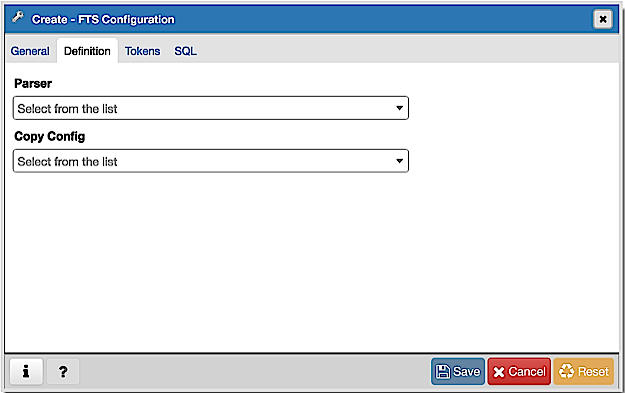 Create - FTS Configuration
General Definition Tokens SQL
Parser
Select from the list
Copy Config
Select from the list
i ? Save Cancel Reset